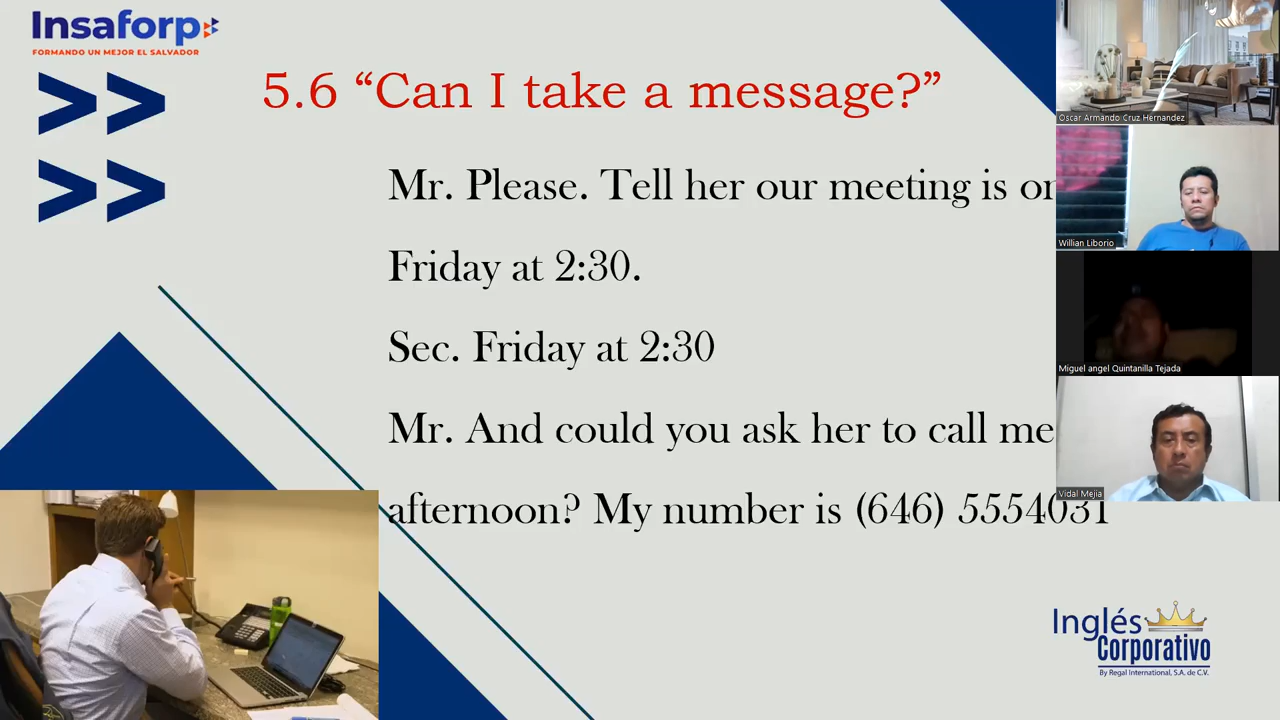 Insaforp
FORMANDO UN MEJOR EL SALVADOR
5.6 “Can I take a message?”
Mr. Please. Tell her our meeting is on
Friday at 2:30.
Sec. Friday at 2:30
Mr. And could you ask her to call me
afternoon? My number is (646) 5554031
Oscar Armando Cruz Hernandez
Willian Liborio
Miguel angel Quintanilla Tejada
Vidal Mejia
Inglés
Corporativo
By Regal International, S.A. de C.V.